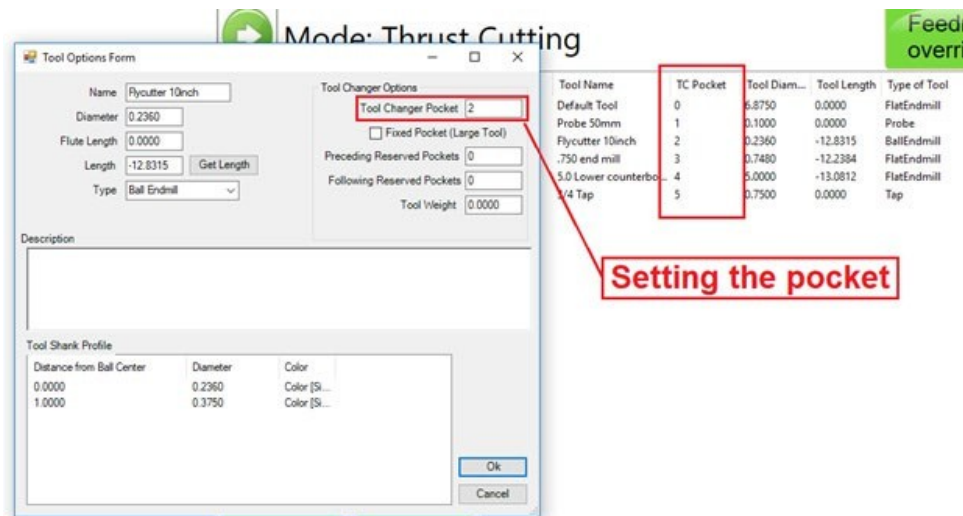 Mode: Thrust Cutting
Tool Options Form
Name Flycutter 10inch
Diameter 0.2360
Flute Length 0.0000
Length -12.8315 Get Length
Type Ball Endmill
Tool Changer Options
Tool Changer Pocket 2
Fixed Pocket (Large Tool)
Preceding Reserved Pockets 0
Following Reserved Pockets 0
Tool Weight 0.0000
Description
Tool Shank Profile
Distance from Ball Center Diameter Color
0.0000 0.2360 Color [Si...
1.0000 0.3750 Color [Si...
Ok
Cancel
Tool Name TC Pocket Tool Diam... Tool Length Type of Tool
Default Tool 0 6.8750 0.0000 FlatEndmill
Probe 50mm 1 0.1000 0.0000 Probe
Flycutter 10inch 2 0.2360 -12.8315 BallEndmill
.750 end mill 3 0.7480 -12.2384 FlatEndmill
5.0 Lower counterbo... 4 5.0000 -13.0812 FlatEndmill
/4 Tap 5 0.7500 0.0000 Tap
Setting the pocket